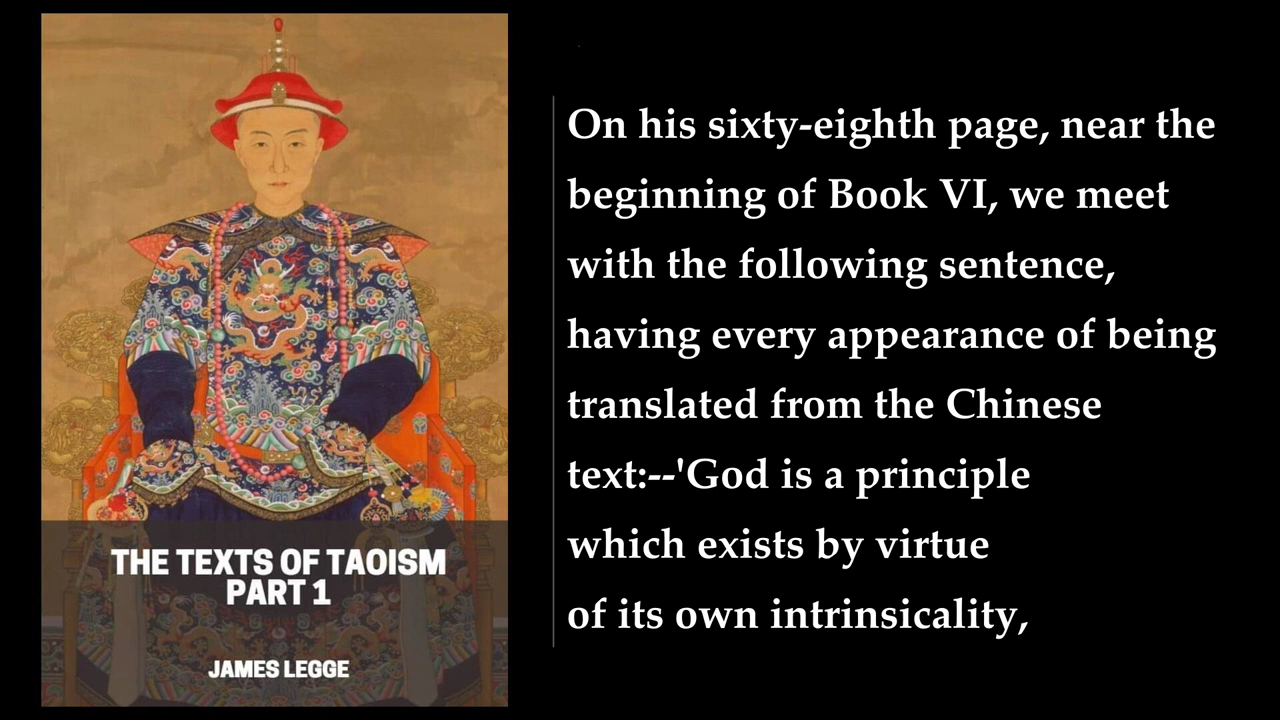 THE TEXTS OF TAOISM
PART 1
JAMES LEGGE
On his sixty-eighth page, near the
beginning of Book VI, we meet
with the following sentence,
having every appearance of being
translated from the Chinese
text:--'God is a principle
which exists by virtue
of its own intrinsicality,